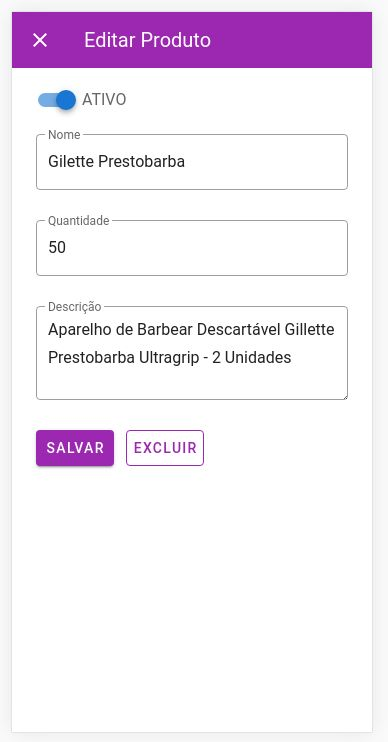 Editar Produto
ATIVO
Nome
Gilette Prestobarba
Quantidade
50
Descrição
Aparelho de Barbear Descartável Gillette
Prestobarba Ultragrip - 2 Unidades
SALVAR EXCLUIR